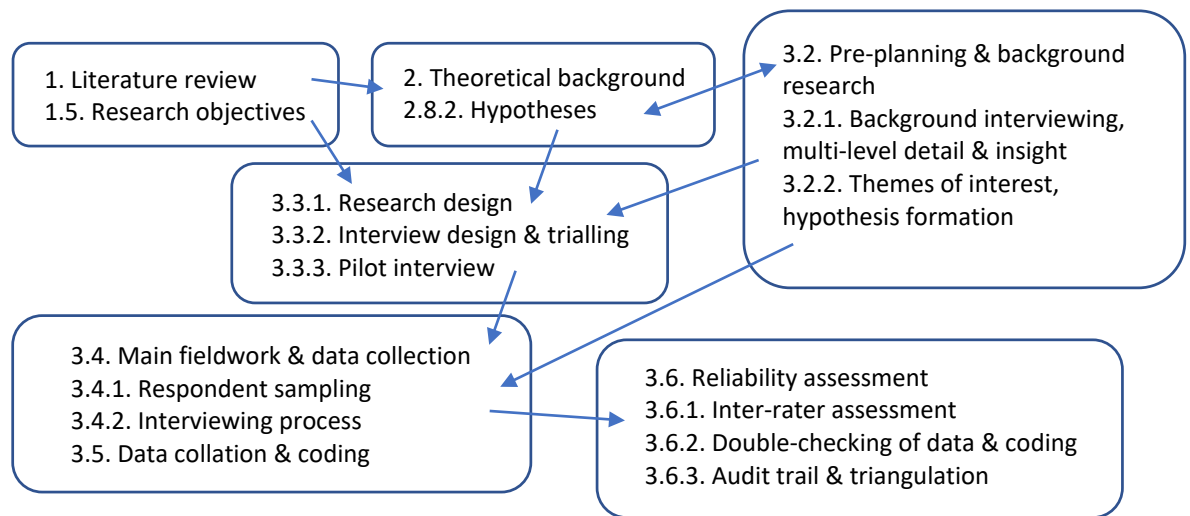 1. Literature review
1.5. Research objectives
2. Theoretical background
2.8.2. Hypotheses
3.2. Pre-planning & background
research
3.2.1. Background interviewing,
multi-level detail & insight
3.2.2. Themes of interest,
hypothesis formation
3.3.1. Research design
3.3.2. Interview design & trialling
3.3.3. Pilot interview
3.4. Main fieldwork & data collection
3.4.1. Respondent sampling
3.4.2. Interviewing process
3.5. Data collation & coding
3.6. Reliability assessment
3.6.1. Inter-rater assessment
3.6.2. Double-checking of data & coding
3.6.3. Audit trail & triangulation